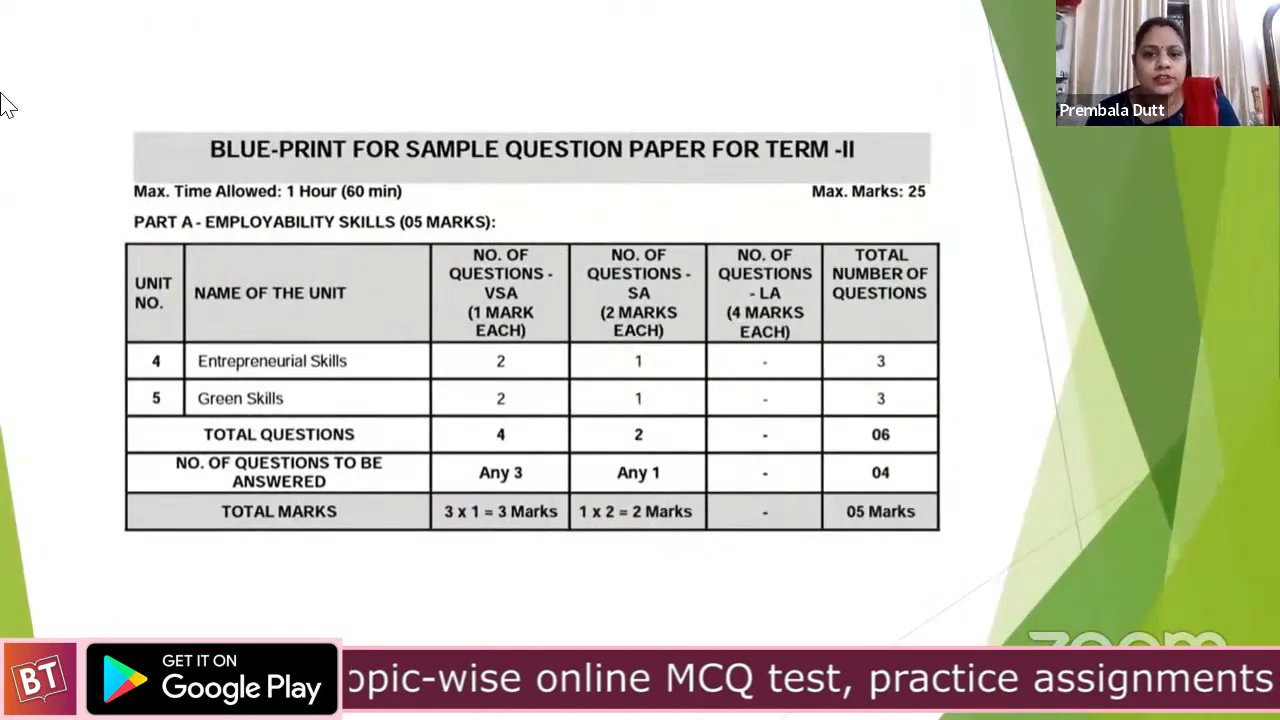 Prembala Dutt
BLUE-PRINT FOR SAMPLE QUESTION PAPER FOR TERM -II
Max. Time Allowed: 1 Hour (60 min) Max. Marks: 25
PART A - EMPLOYABILITY SKILLS (05 MARKS):
UNIT NO. NAME OF THE UNIT NO. OF QUESTIONS - VSA (1 MARK EACH) NO. OF QUESTIONS - SA (2 MARKS EACH) NO. OF QUESTIONS - LA (4 MARKS EACH) TOTAL NUMBER OF QUESTIONS
4 Entrepreneurial Skills 2 1 - 3
5 Green Skills 2 1 - 3
TOTAL QUESTIONS 4 2 - 06
NO. OF QUESTIONS TO BE ANSWERED Any 3 Any 1 - 04
TOTAL MARKS 3 x 1 = 3 Marks 1 x 2 = 2 Marks - 05 Marks
zoom
BT
GET IT ON
Google Play
opic-wise online MCQ test, practice assignments